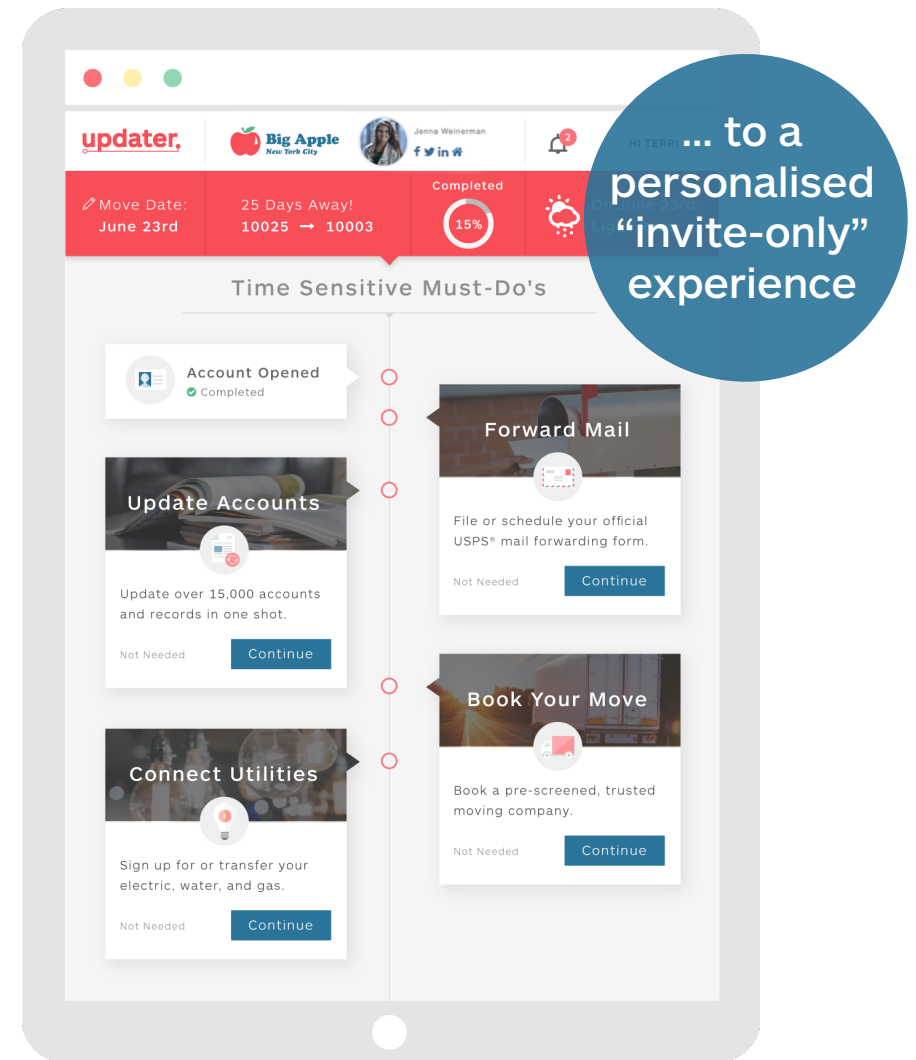 ... to a
personalised
“invite-only”
experience
updater
Big Apple
New York City
Jenna Weinerman
2
HI TERRI
Move Date:
June 23rd
25 Days Away!
10025 → 10003
Completed
15%
On June 23rd
Time Sensitive Must-Do's
Account Opened
Completed
Forward Mail
File or schedule your official
USPS® mail forwarding form.
Not Needed
Continue
Update Accounts
Update over 15,000 accounts
and records in one shot.
Not Needed
Continue
Book Your Move
Book a pre-screened, trusted
moving company.
Not Needed
Continue
Connect Utilities
Sign up for or transfer your
electric, water, and gas.
Not Needed
Continue